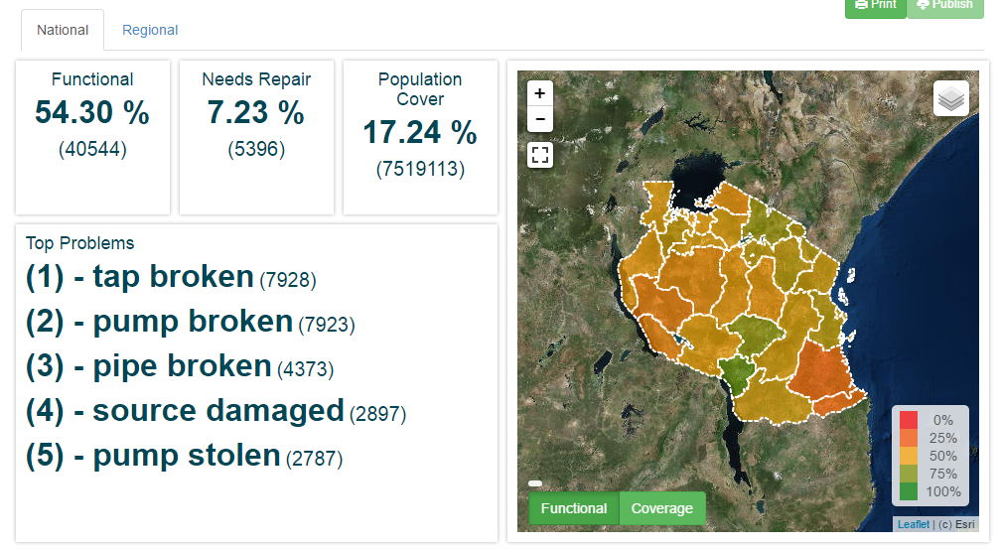 Print
Publish
National
Regional
Functional
54.30 %
(40544)
Needs Repair
7.23 %
(5396)
Population
Cover
17.24 %
(7519113)
Top Problems
(1) - tap broken (7928)
(2) - pump broken (7923)
(3) - pipe broken (4373)
(4) - source damaged (2897)
(5) - pump stolen (2787)
+
−
0%
25%
50%
75%
100%
Functional
Coverage
Leaflet | (c) Esri